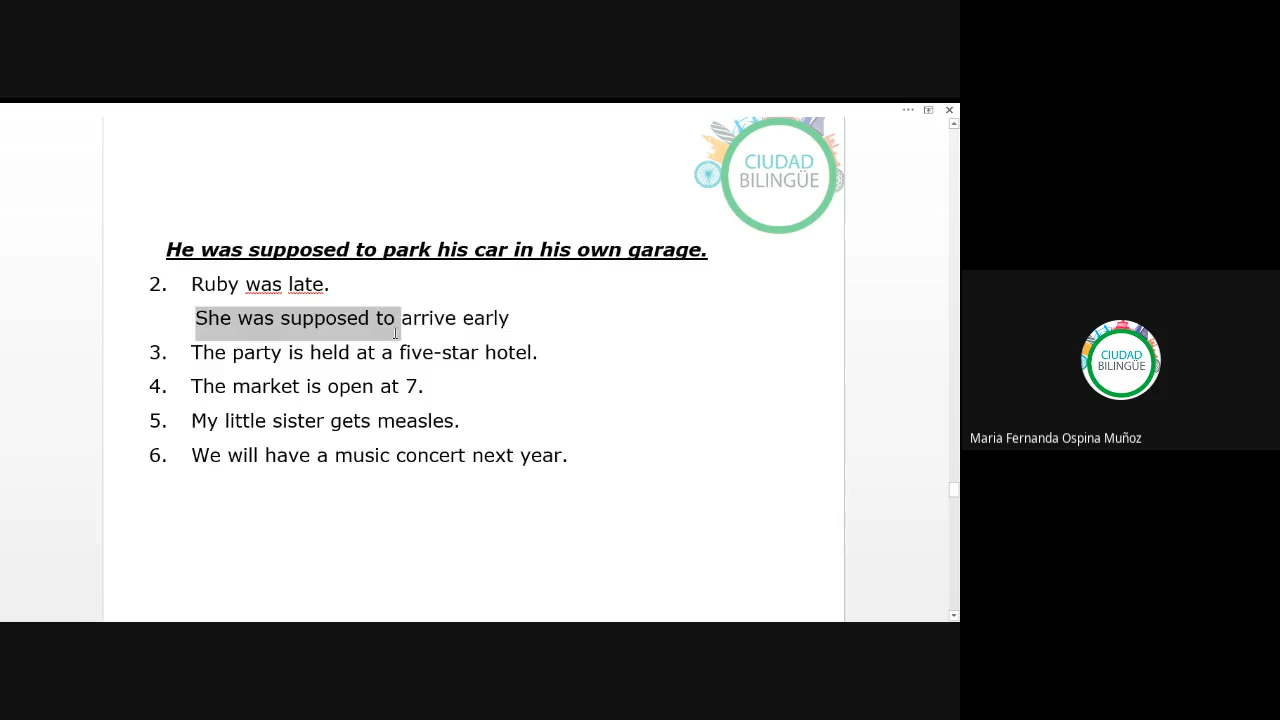 CIUDAD
BILINGÜE
He was supposed to park his car in his own garage.
2. Ruby was late.
She was supposed to arrive early
3. The party is held at a five-star hotel.
4. The market is open at 7.
5. My little sister gets measles.
6. We will have a music concert next year.
CIUDAD
BILINGÜE
Maria Fernanda Ospina Muñoz